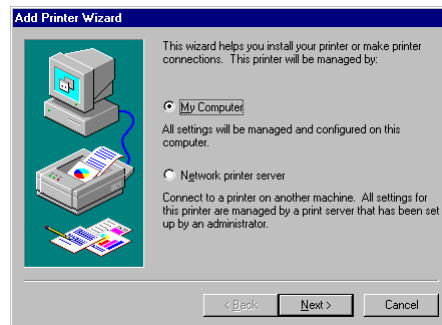 Add Printer Wizard
This wizard helps you install your printer or make printer
connections. This printer will be managed by:
My Computer
All settings will be managed and configured on this
computer.
Network printer server
Connect to a printer on another machine. All settings for
this printer are managed by a print server that has been set
up by an administrator.
< Back
Next >
Cancel